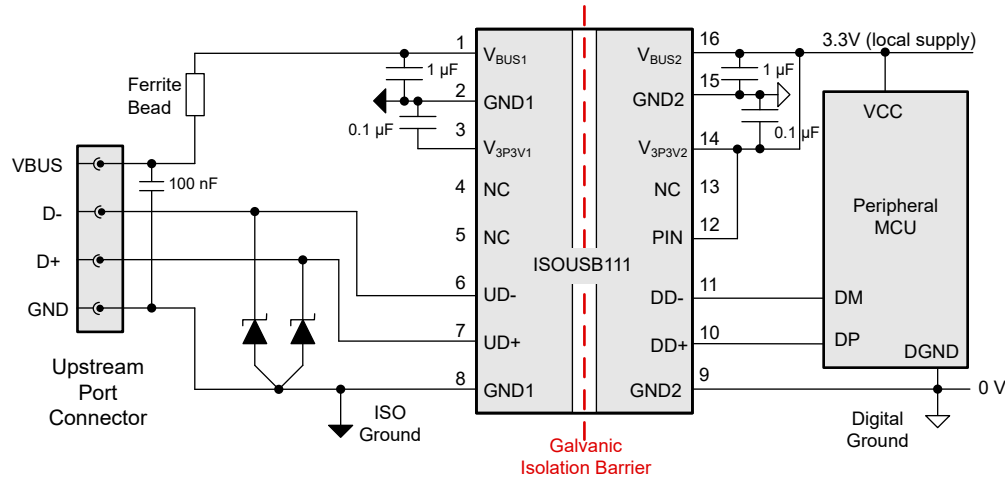 Ferrite
Bead
VBUS
D-
D+
GND
Upstream
Port
Connector
100 nF
1 µF
0.1 µF
ISO
Ground
1
2
3
4
5
6
7
8
VBUS1
GND1
V3P3V1
NC
NC
UD-
UD+
GND1
ISOUSB111
Galvanic
Isolation Barrier
VBUS2
GND2
V3P3V2
NC
PIN
DD-
DD+
GND2
16
15
14
13
12
11
10
9
1 µF
0.1 µF
3.3V (local supply)
VCC
Peripheral
MCU
DM
DP
DGND
0 V
Digital
Ground